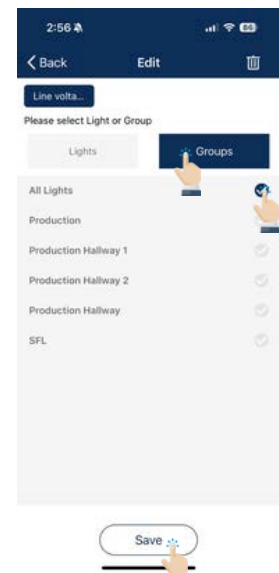 2:56
86
Back
Edit
Line volta...
Please select Light or Group
Lights
Groups
All Lights
Production
Production Hallway 1
Production Hallway 2
Production Hallway
SFL
Save